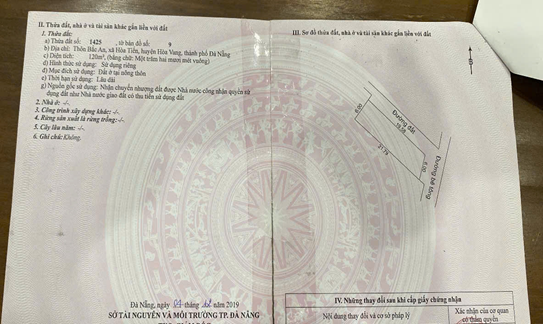 II. Thửa đất, nhà ở và tài sản khác gắn liền với đất
1. Thửa đất:
a) Thửa đất số: 1425 , tờ bản đồ số: 9
b) Địa chỉ: Thôn Bắc An, xã Hòa Tiến, huyện Hòa Vang, thành phố Đà Nẵng
c) Diện tích: 120m², (bằng chữ: Một trăm hai mươi mét vuông)
d) Hình thức sử dụng: Sử dụng riêng
đ) Mục đích sử dụng: Đất ở tại nông thôn
e) Thời hạn sử dụng: Lâu dài
g) Nguồn gốc sử dụng: Nhận chuyển nhượng đất được Nhà nước công nhận quyền sử
dụng đất như Nhà nước giao đất có thu tiền sử dụng đất
2. Nhà ở: -/-
3. Công trình xây dựng khác: -/-
4. Rừng sản xuất là rừng trồng: -/-
5. Cây lâu năm: -/-
6. Ghi chú: Không.
Đà Nẵng, ngày tháng năm 2019
SỞ TÀI NGUYÊN VÀ MÔI TRƯỜNG TP. ĐÀ NẴNG
III. Sơ đồ thửa đất, nhà ở và tài sản khác gắn liền với đất
B
6.00
Đường đất
21.79
Đường bê tông
IV. Những thay đổi sau khi cấp giấy chứng nhận
Nội dung thay đổi và cơ sở pháp lý
Xác nhận của cơ quan
có thẩm quyền